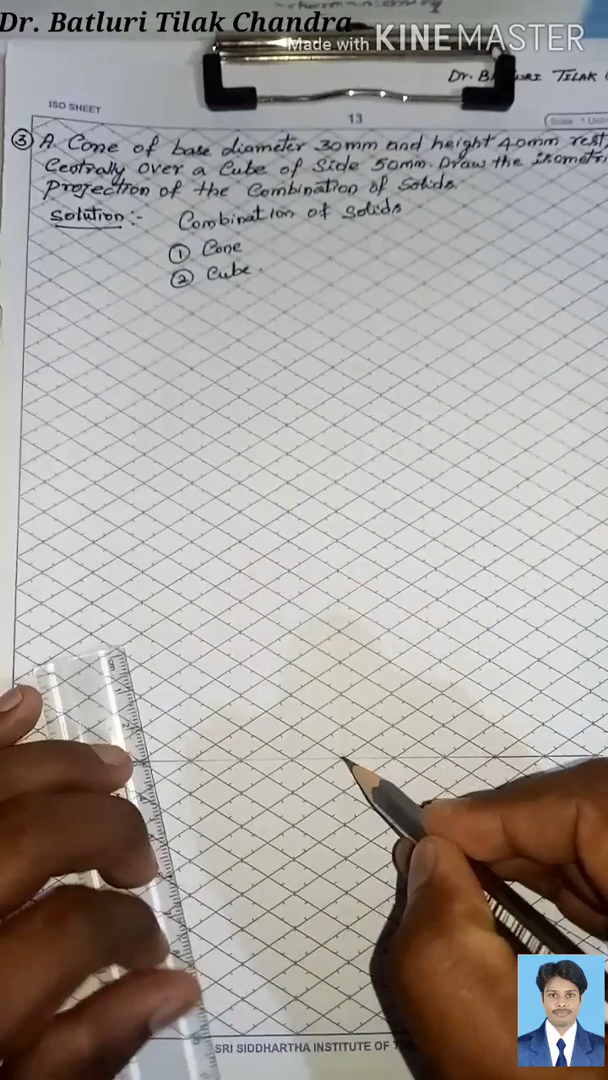 Dr. Batluri Tilak Chandra
Made with KINEMASTER
TILAK
ISO SHEET
13
③ A Cone of base diameter 30mm and height 40mm rest
Centrally over a Cube of Side 50mm. Draw the isometri
Projection of the Combination of Solids.
Solution:- Combination of Solids
① Cone
② Cube.
SRI SIDDHARTHA INSTITUTE OF